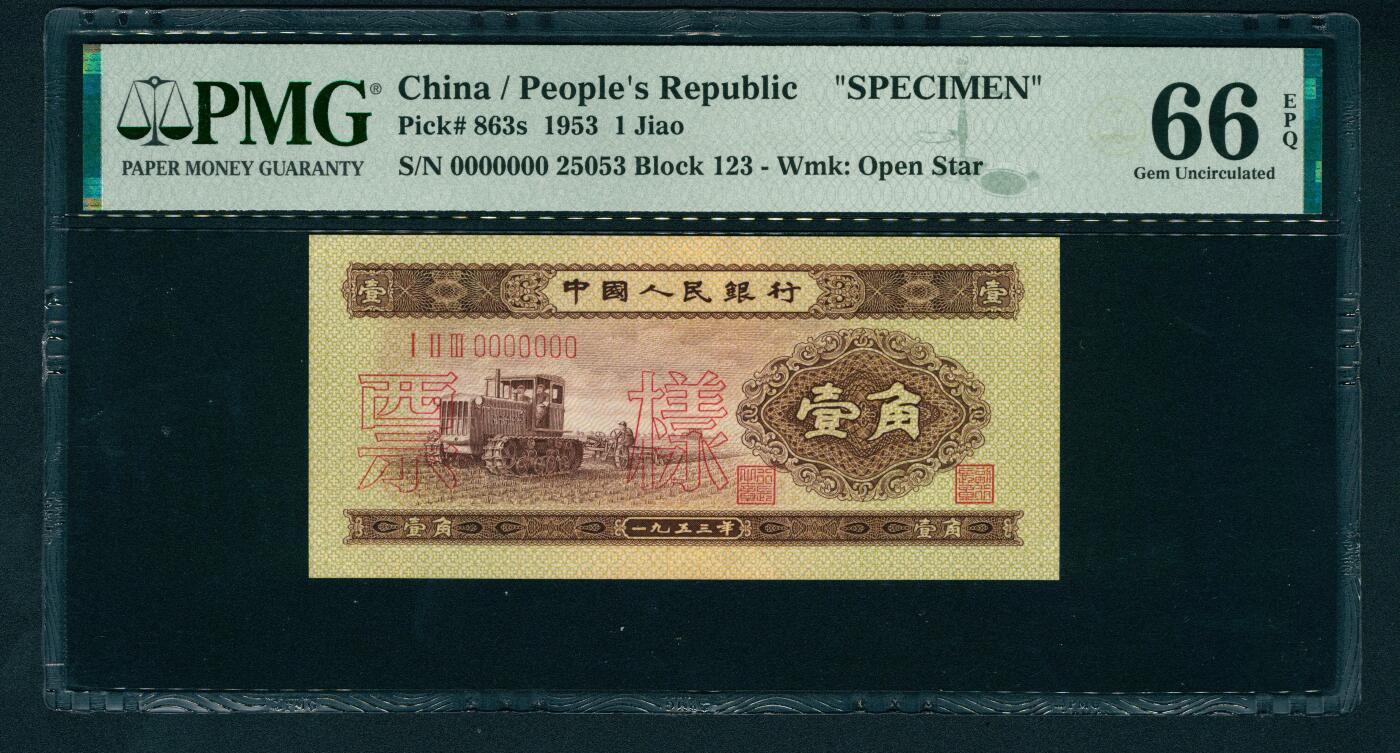 PMG®
PAPER MONEY GUARANTY
China / People's Republic "SPECIMEN"
Pick# 863s 1953 1 Jiao
S/N 0000000 25053 Block 123 - Wmk: Open Star
66
EPQ
Gem Uncirculated
壹 中國人民銀行 壹
I II III 0000000
票樣
壹角
壹角 一九五三年 壹角